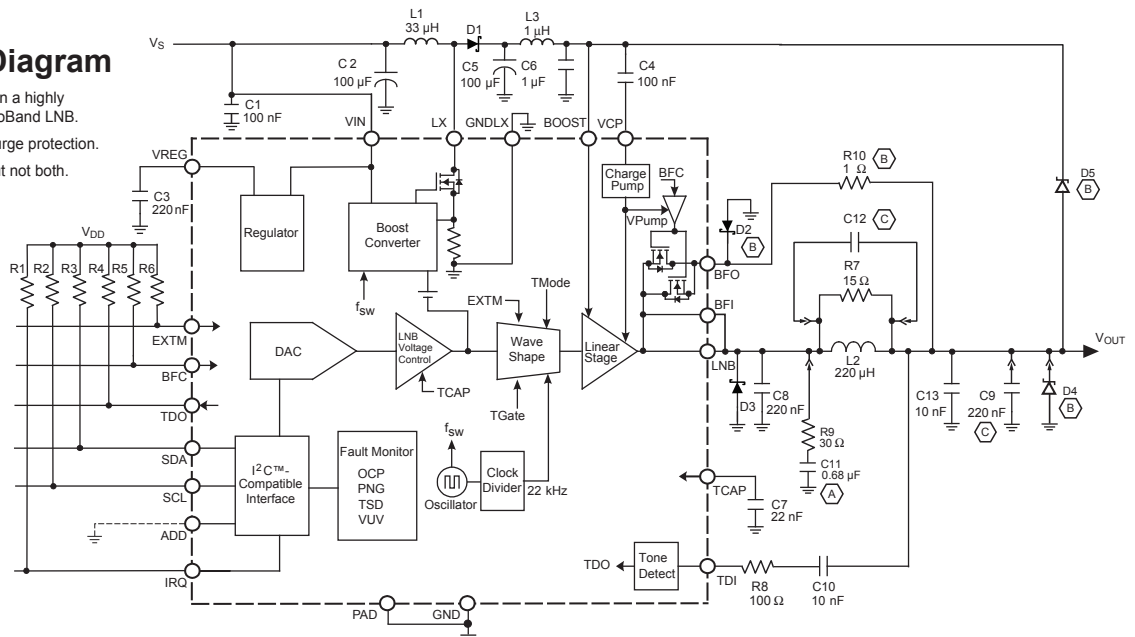 Diagram
n a highly
oBand LNB.
urge protection.
t not both.
L1
33 µH
D1
L3
1 µH
VS
C2
100 µF
C5
100 µF
C6
1 µF
C4
100 nF
C1
100 nF
VIN
LX
GNDLX
BOOST
VCP
VREG
C3
220 nF
Regulator
Boost
Converter
fsw
Charge
Pump
BFC
VPump
D2
B
BFO
R10
1 Ω
B
C12
C
R7
15 Ω
D5
B
VDD
R1
R2
R3
R4
R5
R6
EXTM
BFC
TDO
SDA
SCL
ADD
IRQ
DAC
LNB
Voltage
Control
TCAP
EXTM
TMode
Wave
Shape
TGate
Linear
Stage
BFI
LNB
L2
220 µH
VOUT
D3
C8
220 nF
R9
30 Ω
C11
0.68 µF
A
C13
10 nF
C9
220 nF
C
D4
B
I2C™-
Compatible
Interface
Fault Monitor
OCP
PNG
TSD
VUV
fsw
Oscillator
Clock
Divider
22 kHz
TCAP
C7
22 nF
TDO
Tone
Detect
TDI
R8
100 Ω
C10
10 nF
PAD
GND